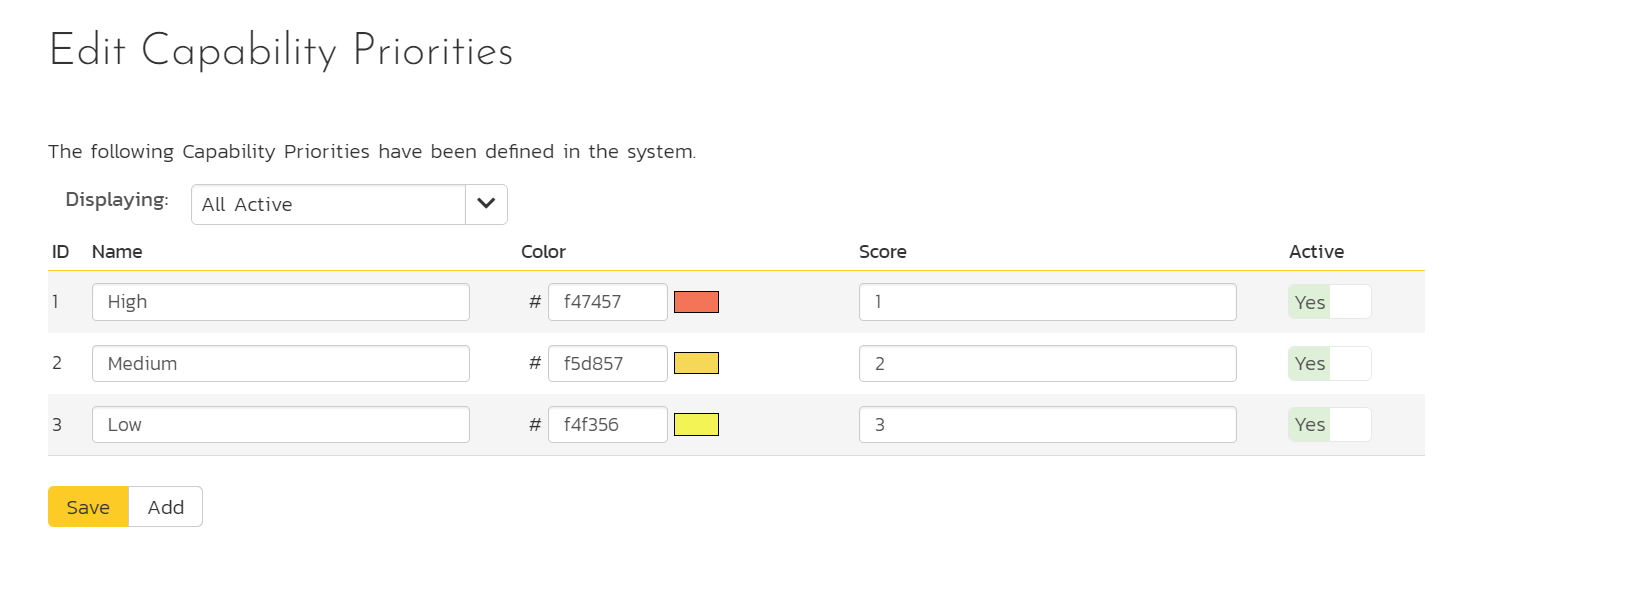 Edit Capability Priorities
The following Capability Priorities have been defined in the system.
Displaying: All Active
ID Name Color Score Active
1 High # f47457 1 Yes
2 Medium # f5d857 2 Yes
3 Low # f4f356 3 Yes
Save Add